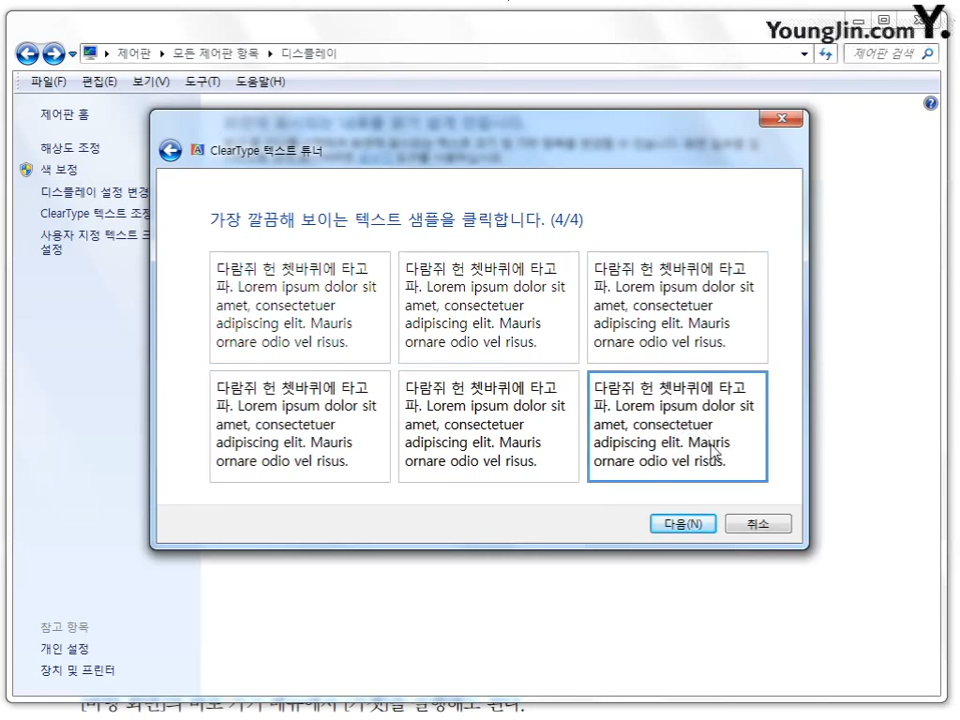 YoungJin.com Y.
제어판 ▸ 모든 제어판 항목 ▸ 디스플레이
제어판 검색
파일(F) 편집(E) 보기(V) 도구(T) 도움말(H)
제어판 홈
해상도 조정
색 보정
디스플레이 설정 변경
ClearType 텍스트 조정
사용자 지정 텍스트 크
설정
ClearType 텍스트 튜너
가장 깔끔해 보이는 텍스트 샘플을 클릭합니다. (4/4)
다람쥐 헌 쳇바퀴에 타고
파. Lorem ipsum dolor sit
amet, consectetuer
adipiscing elit. Mauris
ornare odio vel risus.
다람쥐 헌 쳇바퀴에 타고
파. Lorem ipsum dolor sit
amet, consectetuer
adipiscing elit. Mauris
ornare odio vel risus.
다람쥐 헌 쳇바퀴에 타고
파. Lorem ipsum dolor sit
amet, consectetuer
adipiscing elit. Mauris
ornare odio vel risus.
다람쥐 헌 쳇바퀴에 타고
파. Lorem ipsum dolor sit
amet, consectetuer
adipiscing elit. Mauris
ornare odio vel risus.
다람쥐 헌 쳇바퀴에 타고
파. Lorem ipsum dolor sit
amet, consectetuer
adipiscing elit. Mauris
ornare odio vel risus.
다람쥐 헌 쳇바퀴에 타고
파. Lorem ipsum dolor sit
amet, consectetuer
adipiscing elit. Mauris
ornare odio vel risus.
다음(N)
취소
참고 항목
개인 설정
장치 및 프린터